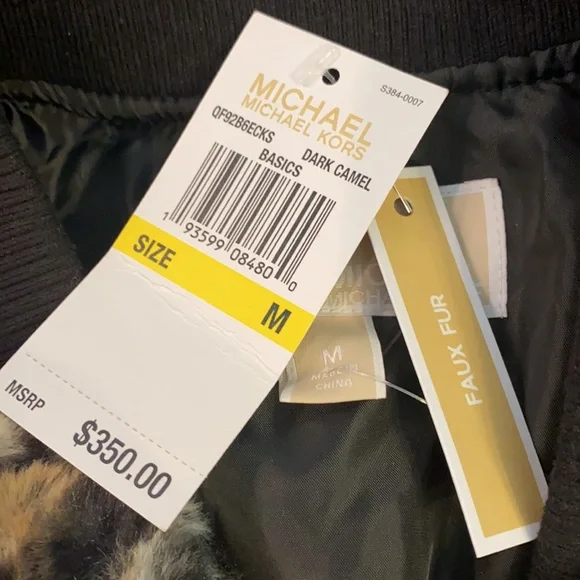 S384-0007
MICHAEL
MICHAEL KORS
QF92B6ECKS DARK CAMEL
BASICS
1 93599 08480 0
SIZE M
MSRP $350.00
FAUX FUR
MICHAEL
M
MADE IN
CHINA